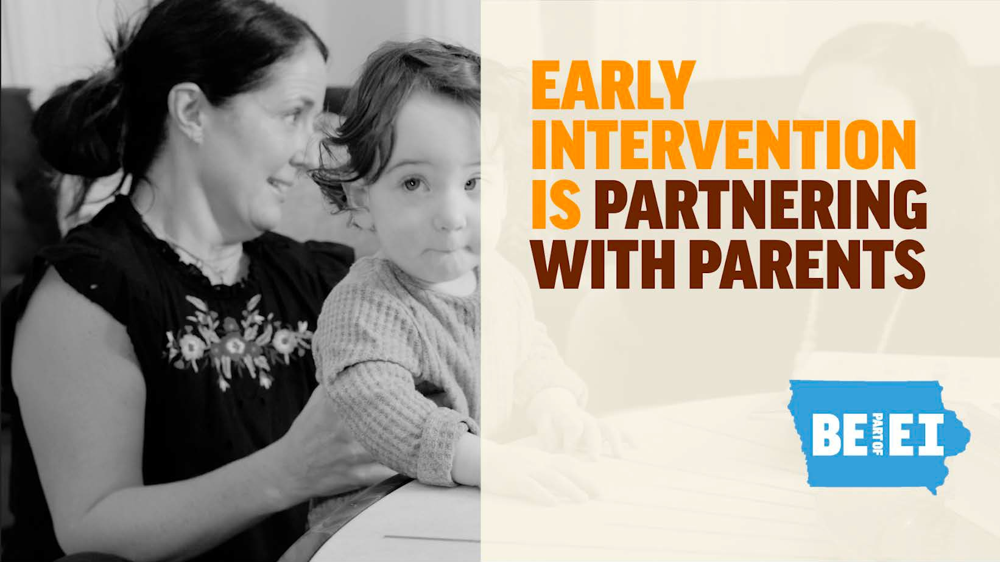 EARLY
INTERVENTION
IS PARTNERING
WITH PARENTS
BE PART OF EI